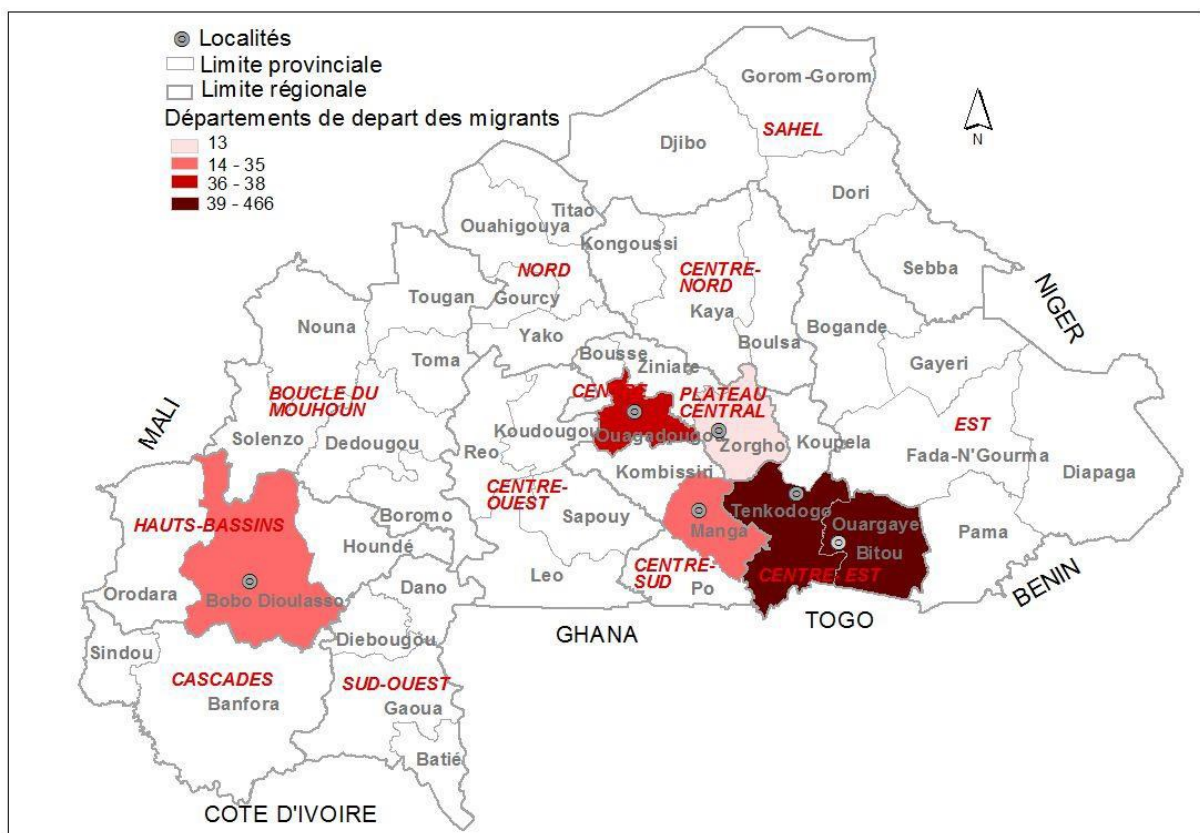 Localités
Limite provinciale
Limite régionale
Départements de depart des migrants
13
14 - 35
36 - 38
39 - 466
N
Gorom-Gorom
SAHEL
Djibo
Dori
Titao
Ouahigouya
Kongoussi
NORD
CENTRE-
NORD
Sebba
NIGER
Tougan
Gourcy
Kaya
Bogande
Nouna
Yako
Boulsa
Toma
Bousse
Ziniare
Gayeri
BOUCLE DU
MOUHOUN
CENTRE
PLATEAU
CENTRAL
EST
MALI
Solenzo
Dedougou
Koudougou
Ouagadougou
Zorgho
Koupela
Reo
Fada-N'Gourma
Diapaga
Kombissiri
CENTRE-
OUEST
HAUTS-BASSINS
Boromo
Sapouy
Manga
Tenkodogo
Ouargaye
Pama
Houndé
Bitou
Leo
CENTRE-
SUD
CENTRE EST
Orodara
Bobo Dioulasso
Dano
Po
BENIN
GHANA
TOGO
Diebougou
Sindou
CASCADES
SUD-OUEST
Banfora
Gaoua
Batié
COTE D'IVOIRE